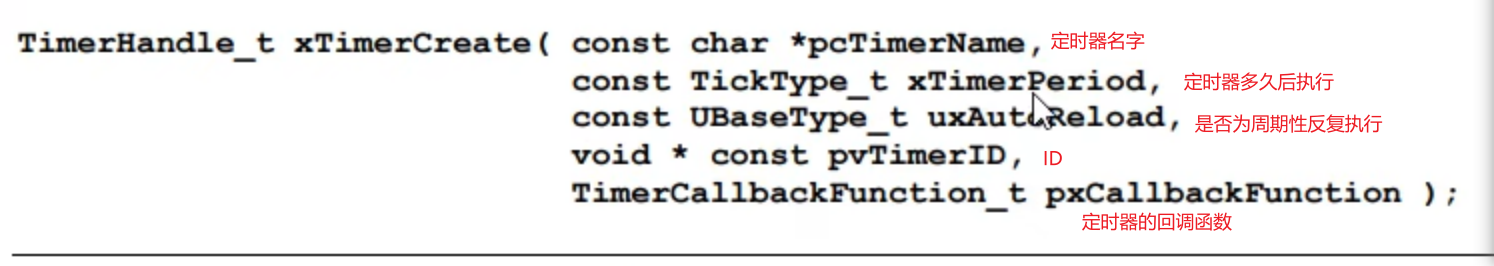 TimerHandle_t xTimerCreate( const char *pcTimerName, 定时器名字
const TickType_t xTimerPeriod, 定时器多久后执行
const UBaseType_t uxAutoReload, 是否为周期性反复执行
void * const pvTimerID, ID
TimerCallbackFunction_t pxCallbackFunction );
定时器的回调函数